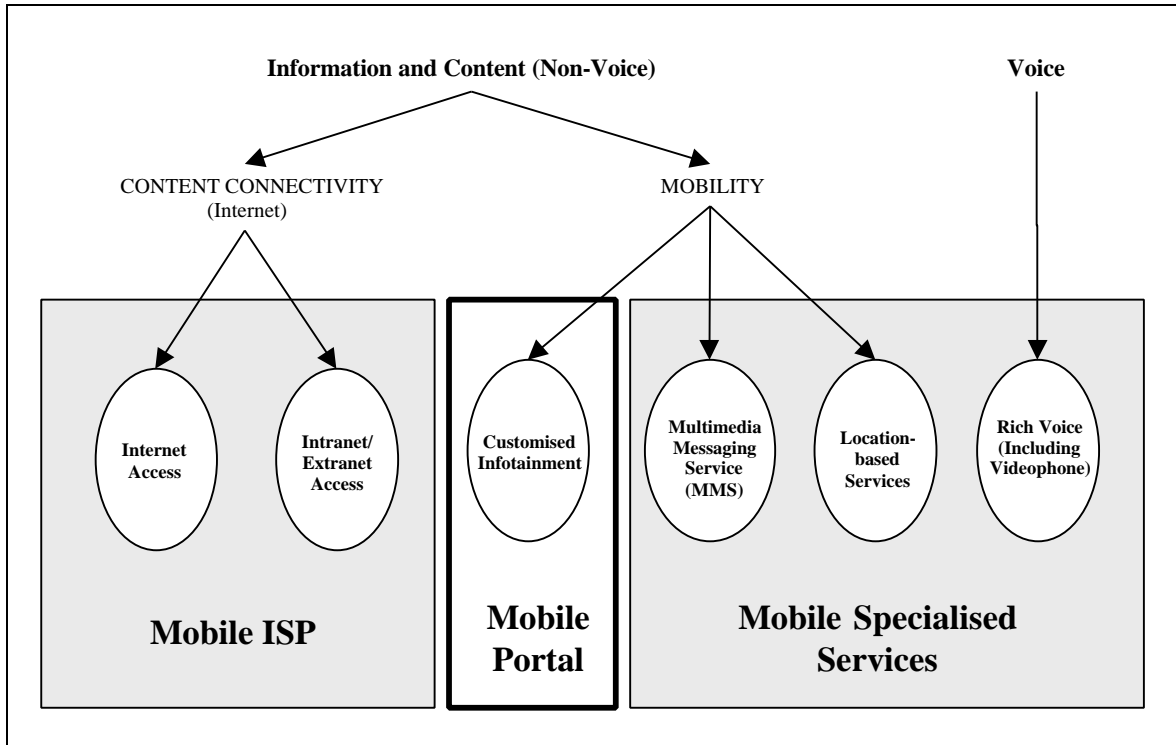 Information and Content (Non-Voice)
Voice
CONTENT CONNECTIVITY
(Internet)
MOBILITY
Internet
Access
Intranet/
Extranet
Access
Customised
Infotainment
Multimedia
Messaging
Service
(MMS)
Location-
based
Services
Rich Voice
(Including
Videophone)
Mobile ISP
Mobile
Portal
Mobile Specialised
Services